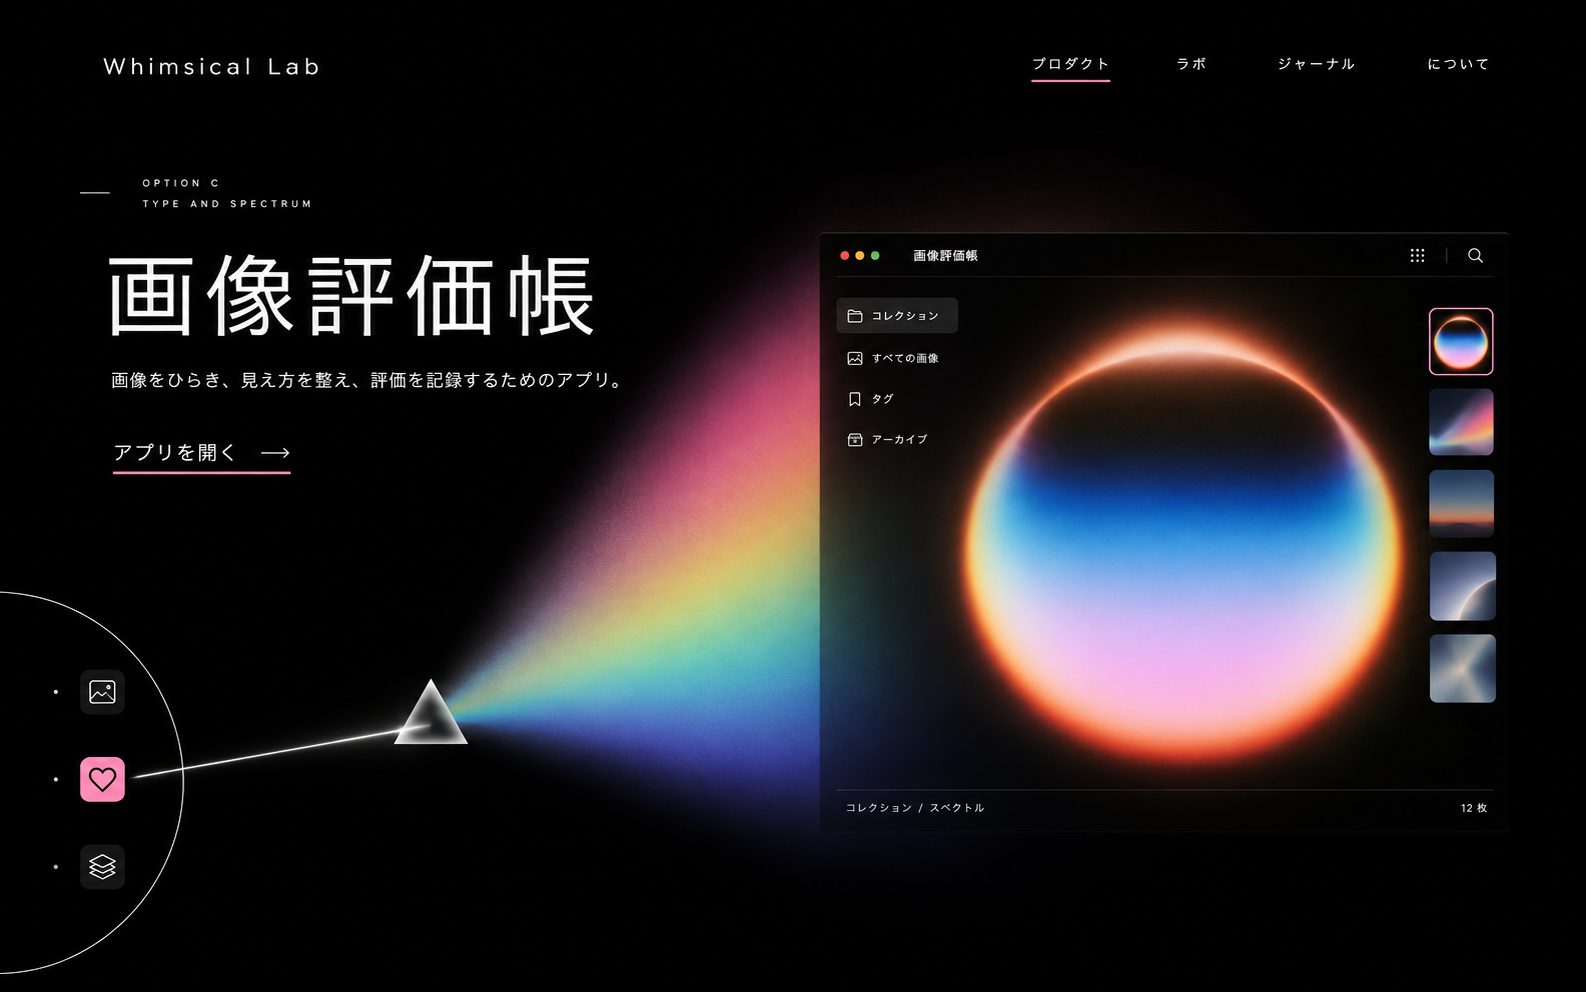 Whimsical Lab
プロダクト
ラボ
ジャーナル
について
OPTION C
TYPE AND SPECTRUM
画像評価帳
画像をひらき、見え方を整え、評価を記録するためのアプリ。
アプリを開く
画像評価帳
コレクション
すべての画像
タグ
アーカイブ
コレクション / スペクトル
12 枚